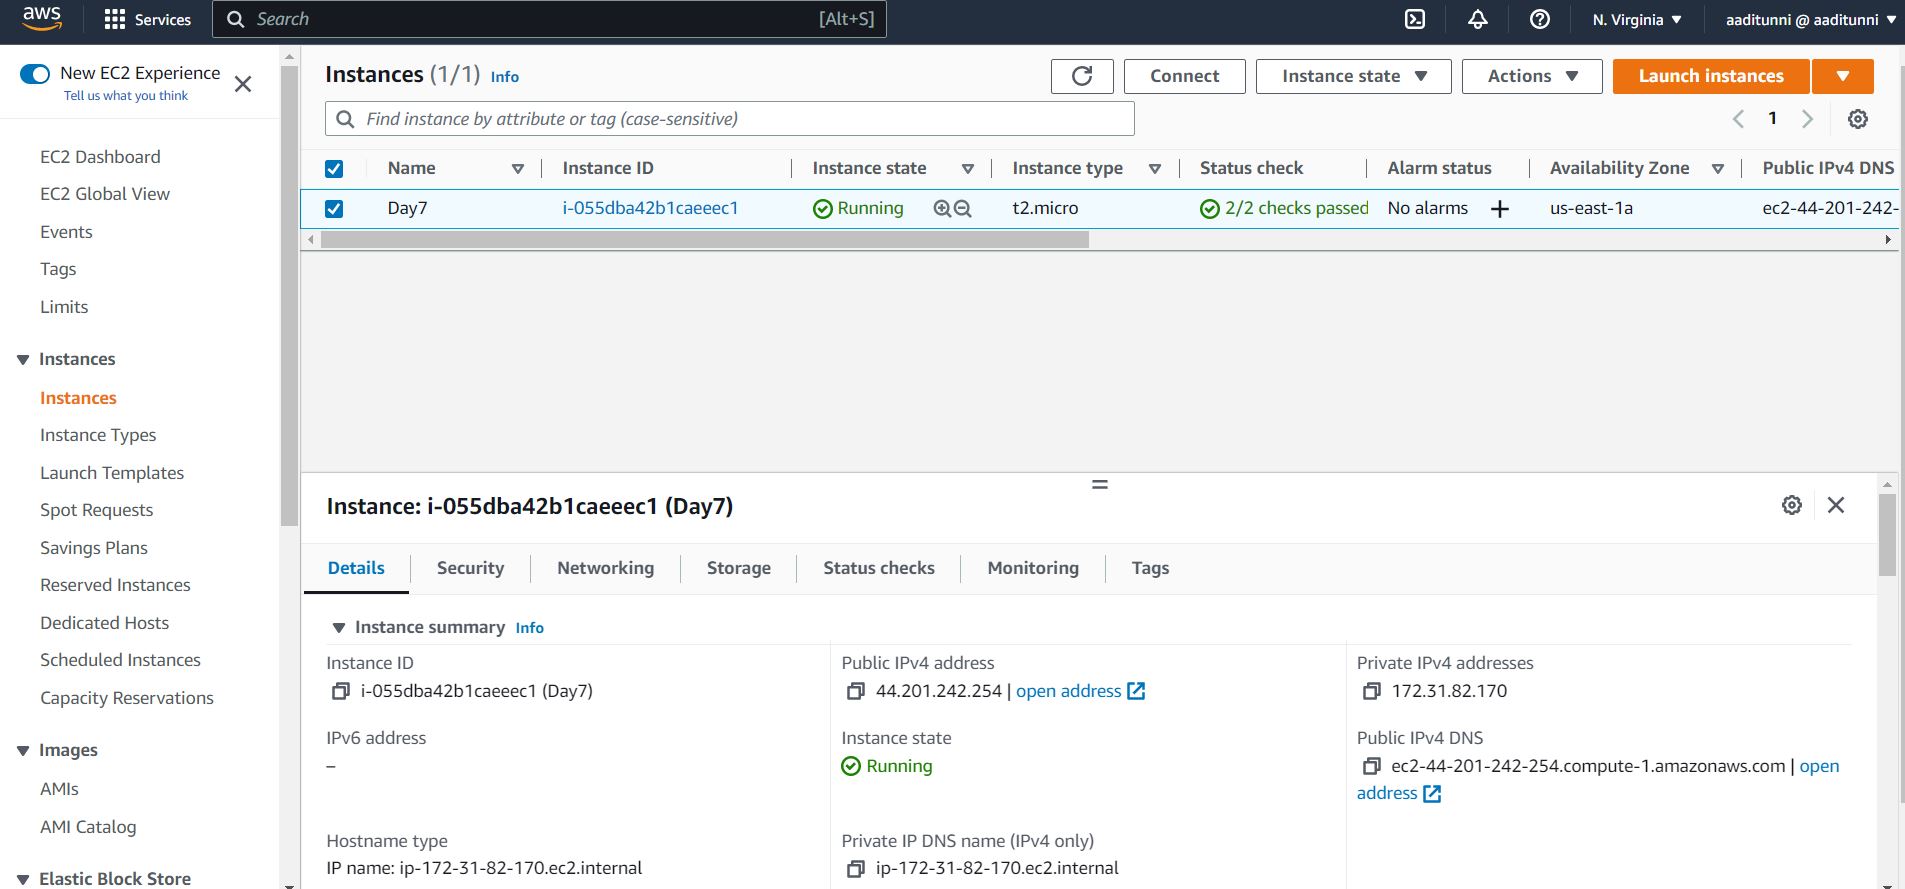 aws
Services
Search
[Alt+S]
N. Virginia
aaditunni @ aaditunni
New EC2 Experience
Tell us what you think
EC2 Dashboard
EC2 Global View
Events
Tags
Limits
Instances
Instances
Instance Types
Launch Templates
Spot Requests
Savings Plans
Reserved Instances
Dedicated Hosts
Scheduled Instances
Capacity Reservations
Images
AMIs
AMI Catalog
Elastic Block Store
Instances (1/1) Info
Connect
Instance state
Actions
Launch instances
Find instance by attribute or tag (case-sensitive)
1
Name Instance ID Instance state Instance type Status check Alarm status Availability Zone Public IPv4 DNS
Day7 i-055dba42b1caeeec1 Running t2.micro 2/2 checks passed No alarms + us-east-1a ec2-44-201-242-
Instance: i-055dba42b1caeeec1 (Day7)
Details Security Networking Storage Status checks Monitoring Tags
Instance summary Info
Instance ID
i-055dba42b1caeeec1 (Day7)
Public IPv4 address
44.201.242.254 | open address
Private IPv4 addresses
172.31.82.170
IPv6 address
–
Instance state
Running
Public IPv4 DNS
ec2-44-201-242-254.compute-1.amazonaws.com | open
address
Hostname type
IP name: ip-172-31-82-170.ec2.internal
Private IP DNS name (IPv4 only)
ip-172-31-82-170.ec2.internal